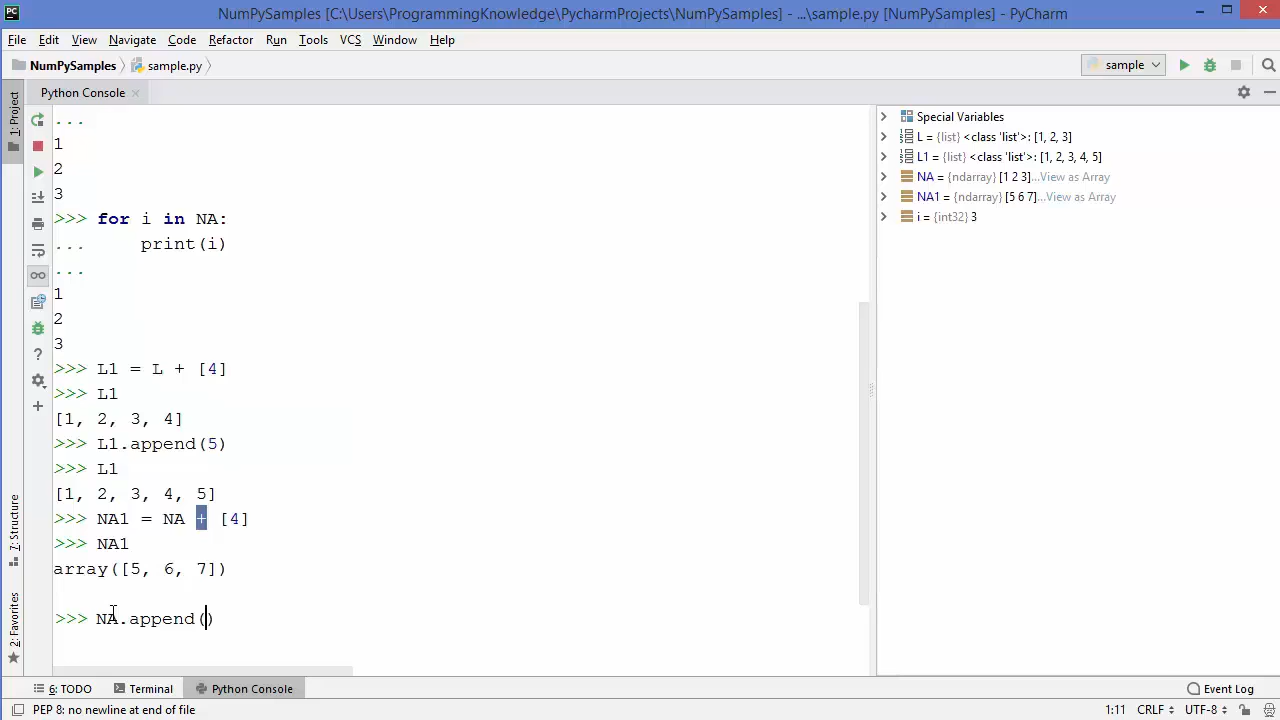 PC
NumPySamples [C:\Users\ProgrammingKnowledge\PycharmProjects\NumPySamples] - ...\sample.py [NumPySamples] - PyCharm
File Edit View Navigate Code Refactor Run Tools VCS Window Help
NumPySamples sample.py sample
Python Console
1: Project
7: Structure
2: Favorites
...
1
2
3
>>> for i in NA:
...     print(i)
...
1
2
3
>>> L1 = L + [4]
>>> L1
[1, 2, 3, 4]
>>> L1.append(5)
>>> L1
[1, 2, 3, 4, 5]
>>> NA1 = NA + [4]
>>> NA1
array([5, 6, 7])
>>> NA.append()
Special Variables
L = {list} <class 'list'>: [1, 2, 3]
L1 = {list} <class 'list'>: [1, 2, 3, 4, 5]
NA = {ndarray} [1 2 3]...View as Array
NA1 = {ndarray} [5 6 7]...View as Array
i = {int32} 3
6: TODO Terminal Python Console Event Log
PEP 8: no newline at end of file 1:11 CRLF UTF-8